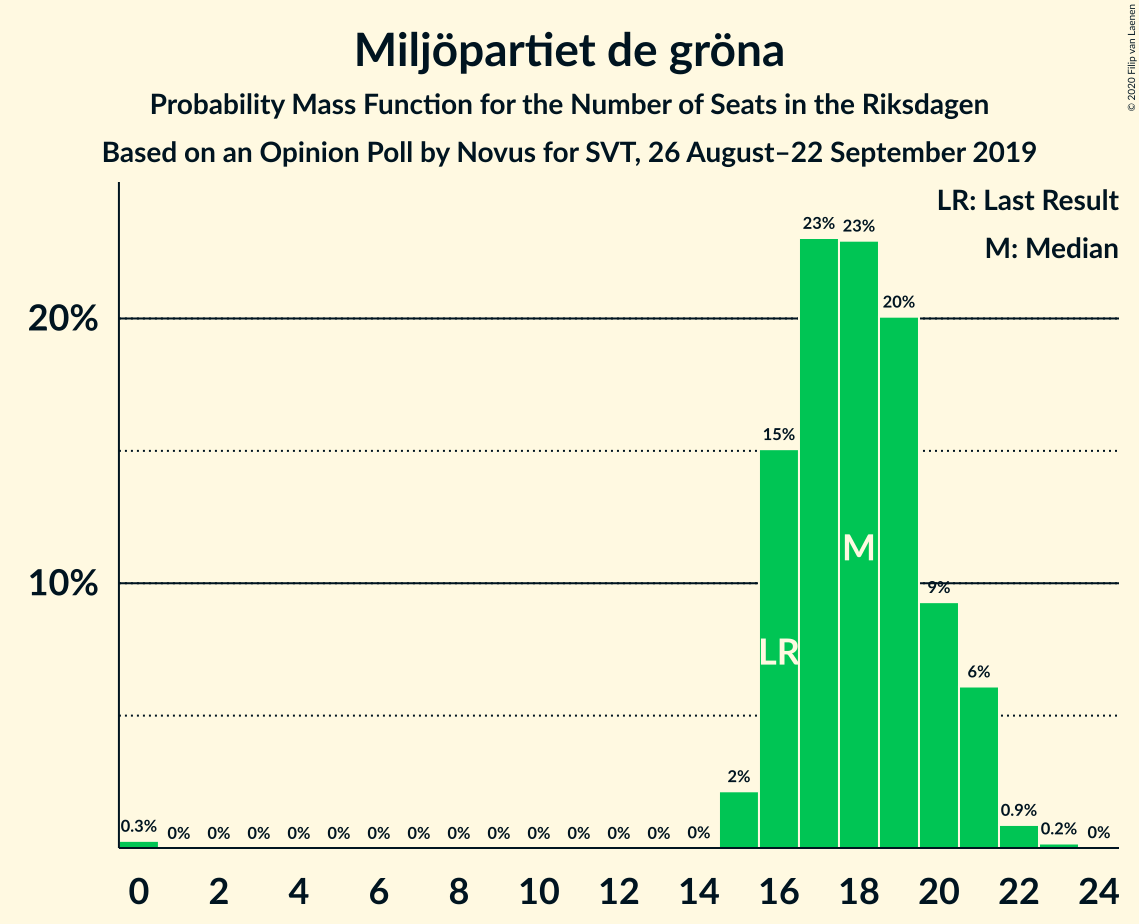 Miljöpartiet de gröna
Probability Mass Function for the Number of Seats in the Riksdagen
Based on an Opinion Poll by Novus for SVT, 26 August–22 September 2019
© 2020 Filip van Laenen
LR: Last Result
M: Median
20%
10%
0.3% 0% 0% 0% 0% 0% 0% 0% 0% 0% 0% 0% 0% 0% 0% 2% 15% 23% 23% 20% 9% 6% 0.9% 0.2% 0%
LR
M
0 2 4 6 8 10 12 14 16 18 20 22 24